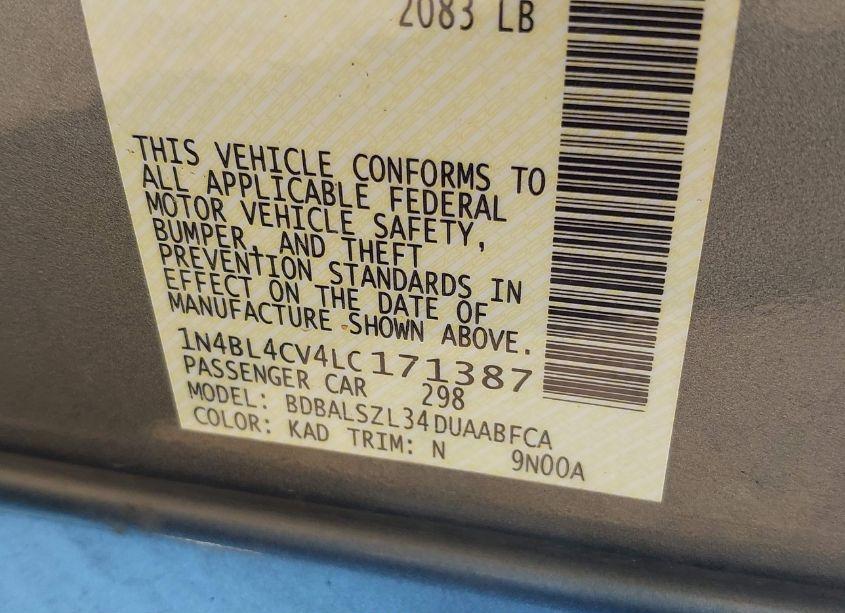 2083 LB
THIS VEHICLE CONFORMS TO
ALL APPLICABLE FEDERAL
MOTOR VEHICLE SAFETY,
BUMPER, AND THEFT
PREVENTION STANDARDS IN
EFFECT ON THE DATE OF
MANUFACTURE SHOWN ABOVE.
1N4BL4CV4LC171387
PASSENGER CAR 298
MODEL: BDBALSZL34DUAABFCA
COLOR: KAD TRIM: N 9N00A